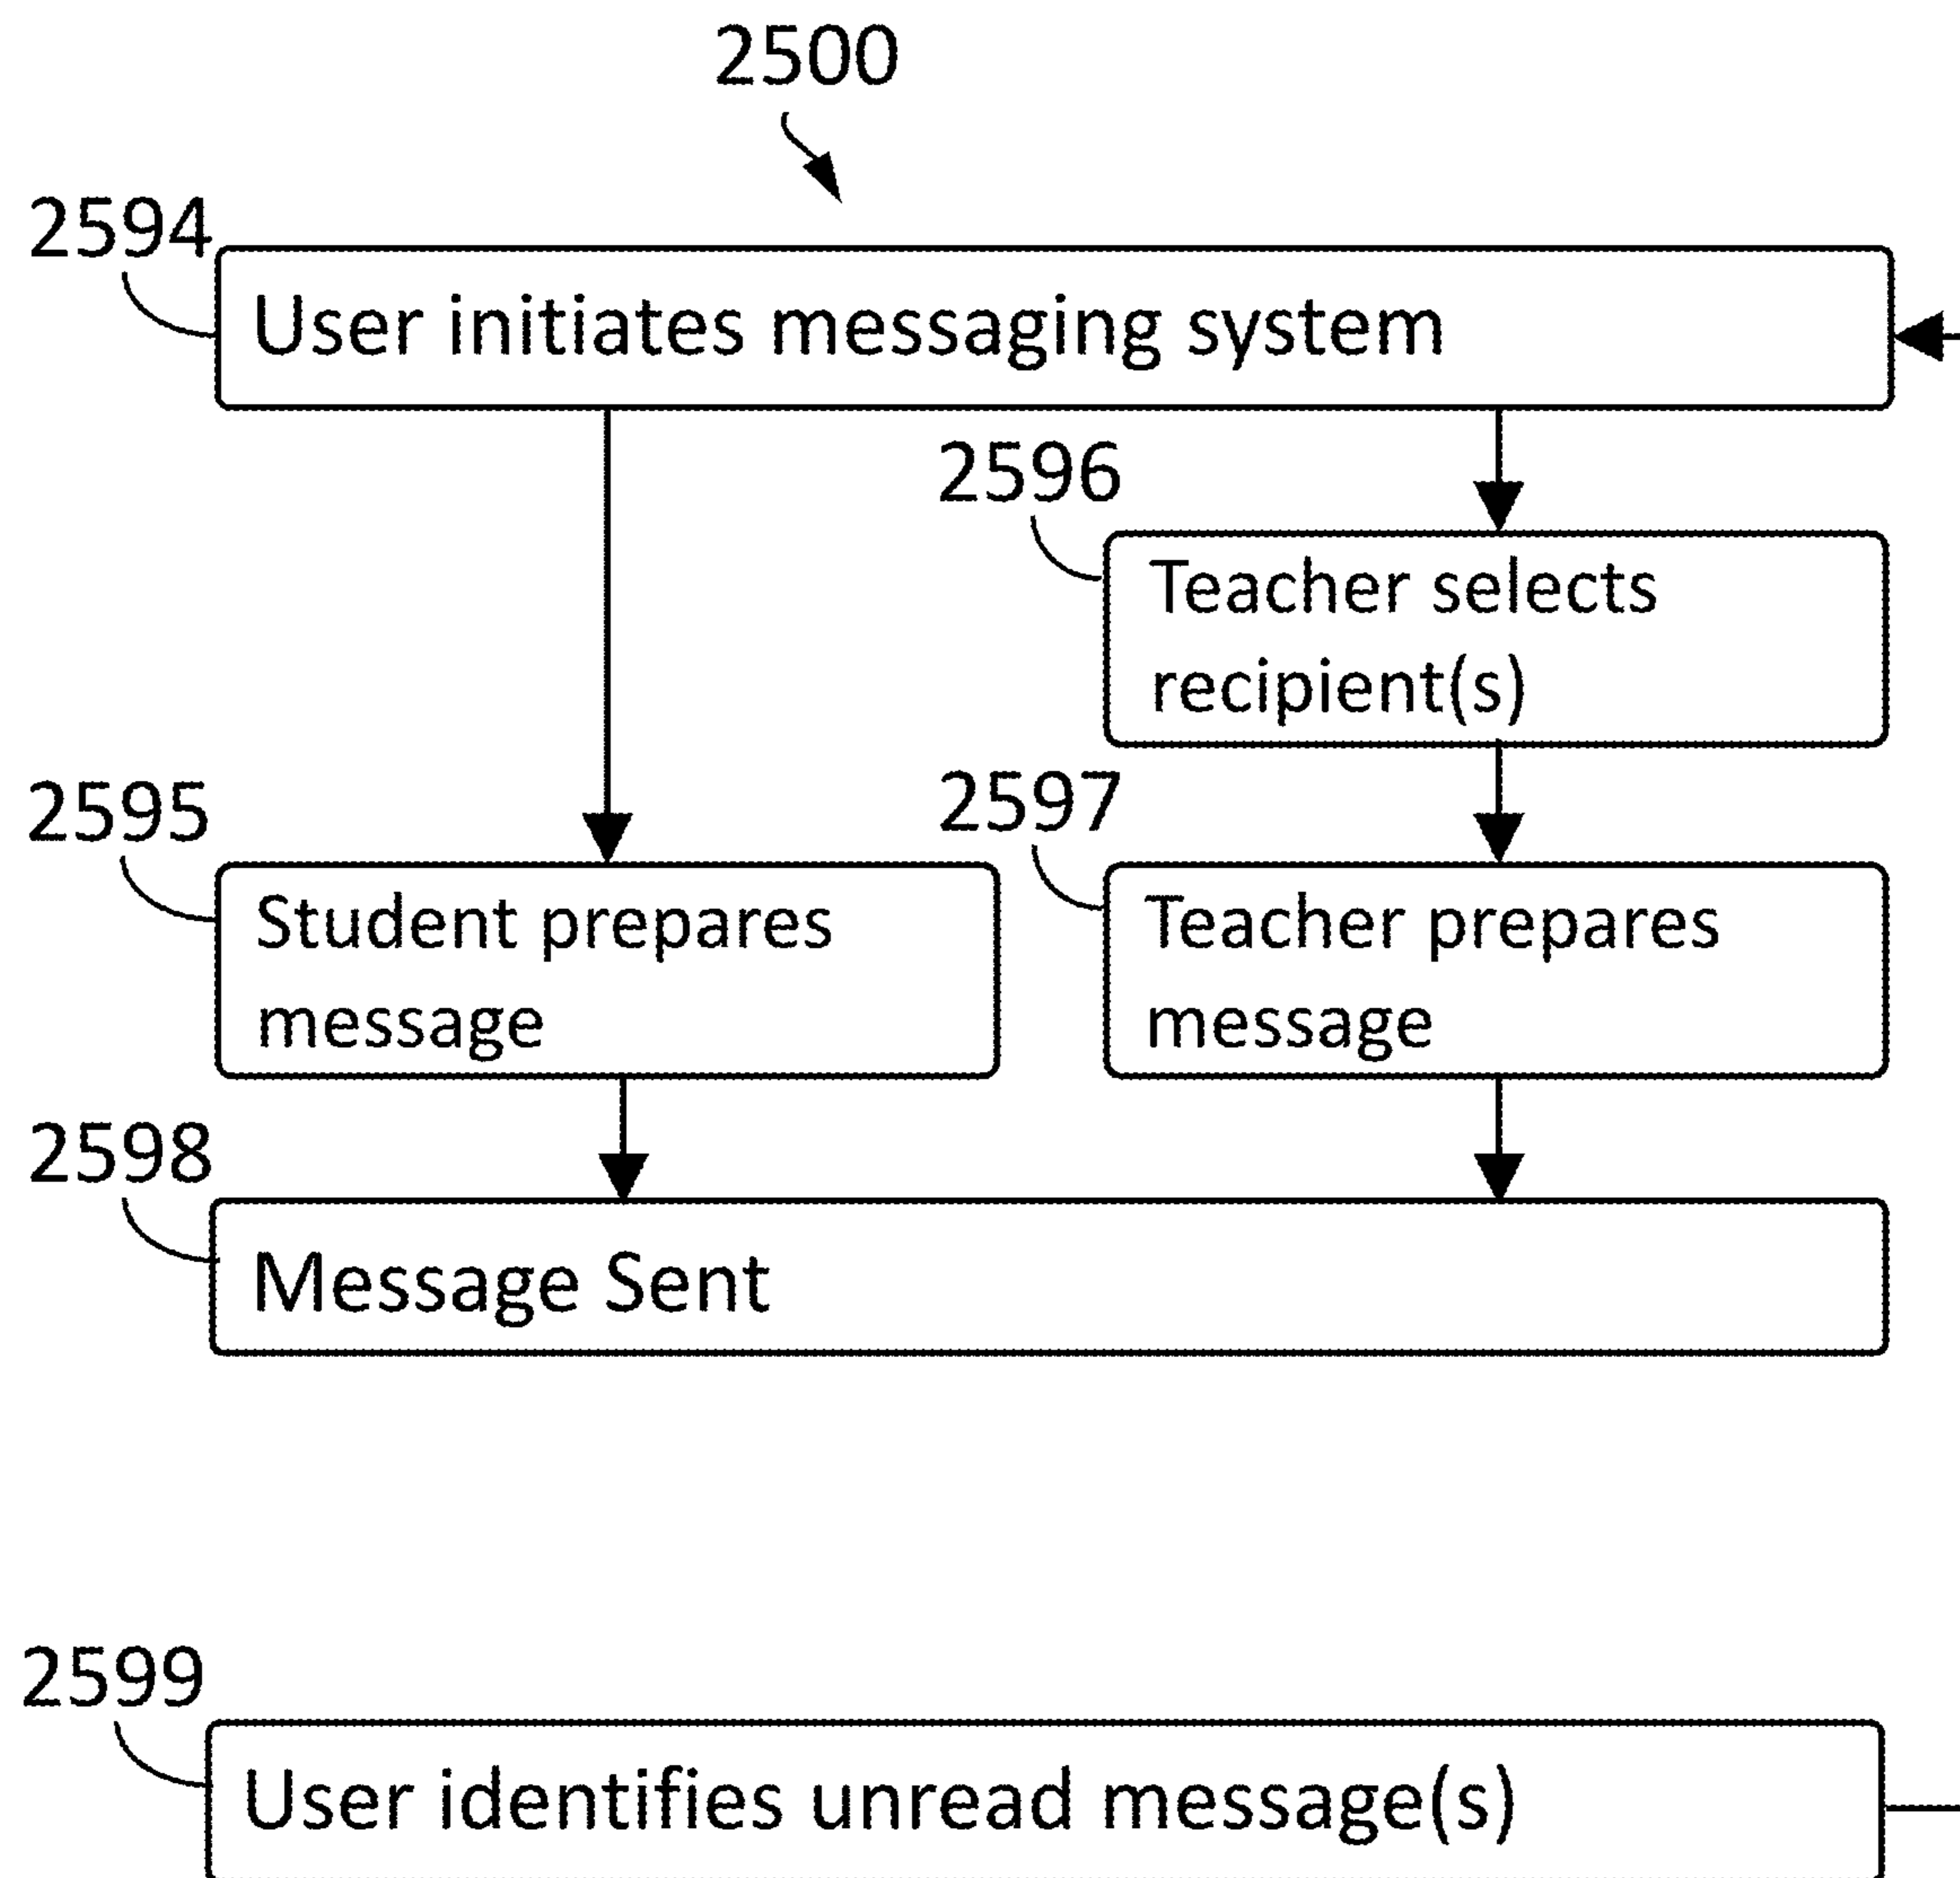 2500
2594
User initiates messaging system
2596
Teacher selects
recipient(s)
2595
Student prepares
message
2597
Teacher prepares
message
2598
Message Sent
2599
User identifies unread message(s)